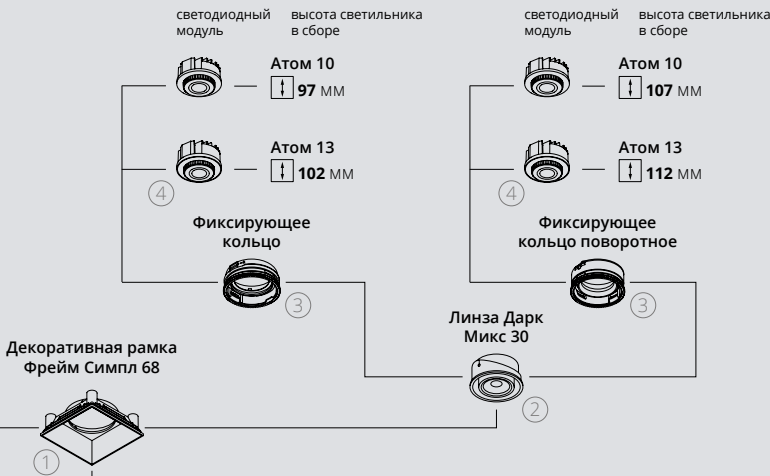 светодиодный
модуль
высота светильника
в сборе
светодиодный
модуль
высота светильника
в сборе
Атом 10
97 ММ
Атом 10
107 ММ
Атом 13
102 ММ
Атом 13
112 ММ
4
4
Фиксирующее
кольцо
Фиксирующее
кольцо поворотное
3
3
Линза Дарк
Микс 30
Декоративная рамка
Фрейм Симпл 68
2
1